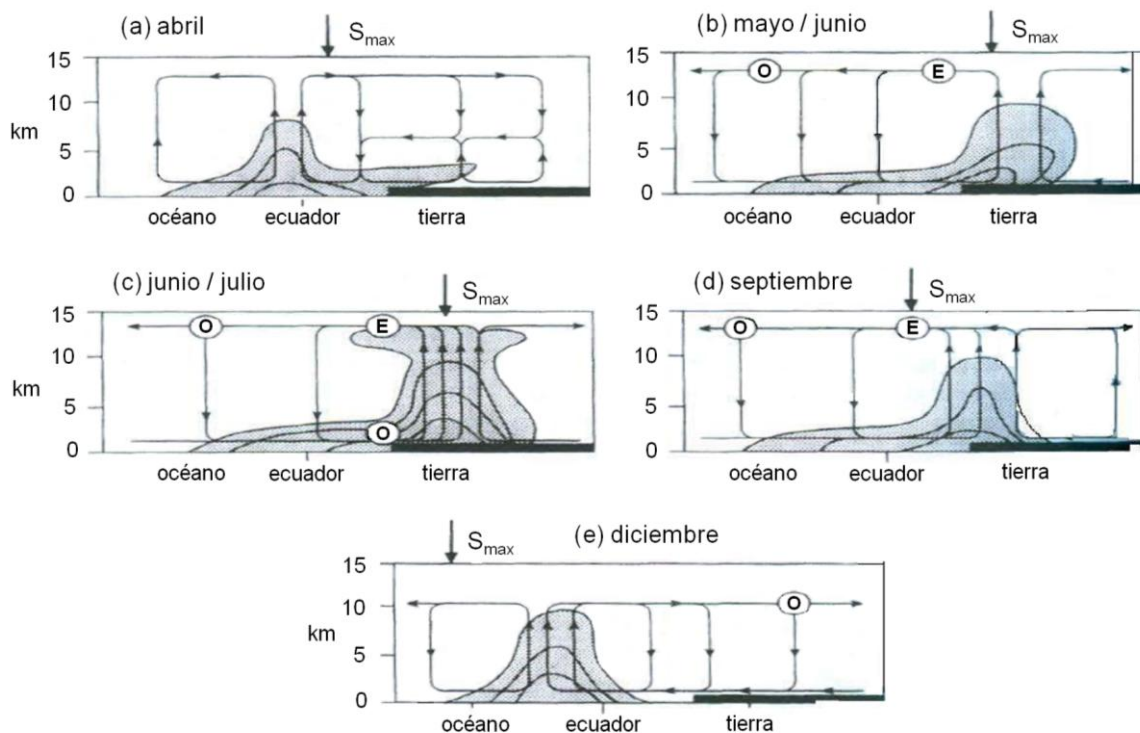 (a) abril
S_max
15
10
km
5
0
océano
ecuador
tierra
(b) mayo / junio
S_max
15
O
E
10
5
0
océano
ecuador
tierra
(c) junio / julio
S_max
15
O
E
10
km
5
O
0
océano
ecuador
tierra
(d) septiembre
S_max
15
O
E
10
5
0
océano
ecuador
tierra
(e) diciembre
S_max
15
10
O
km
5
0
océano
ecuador
tierra